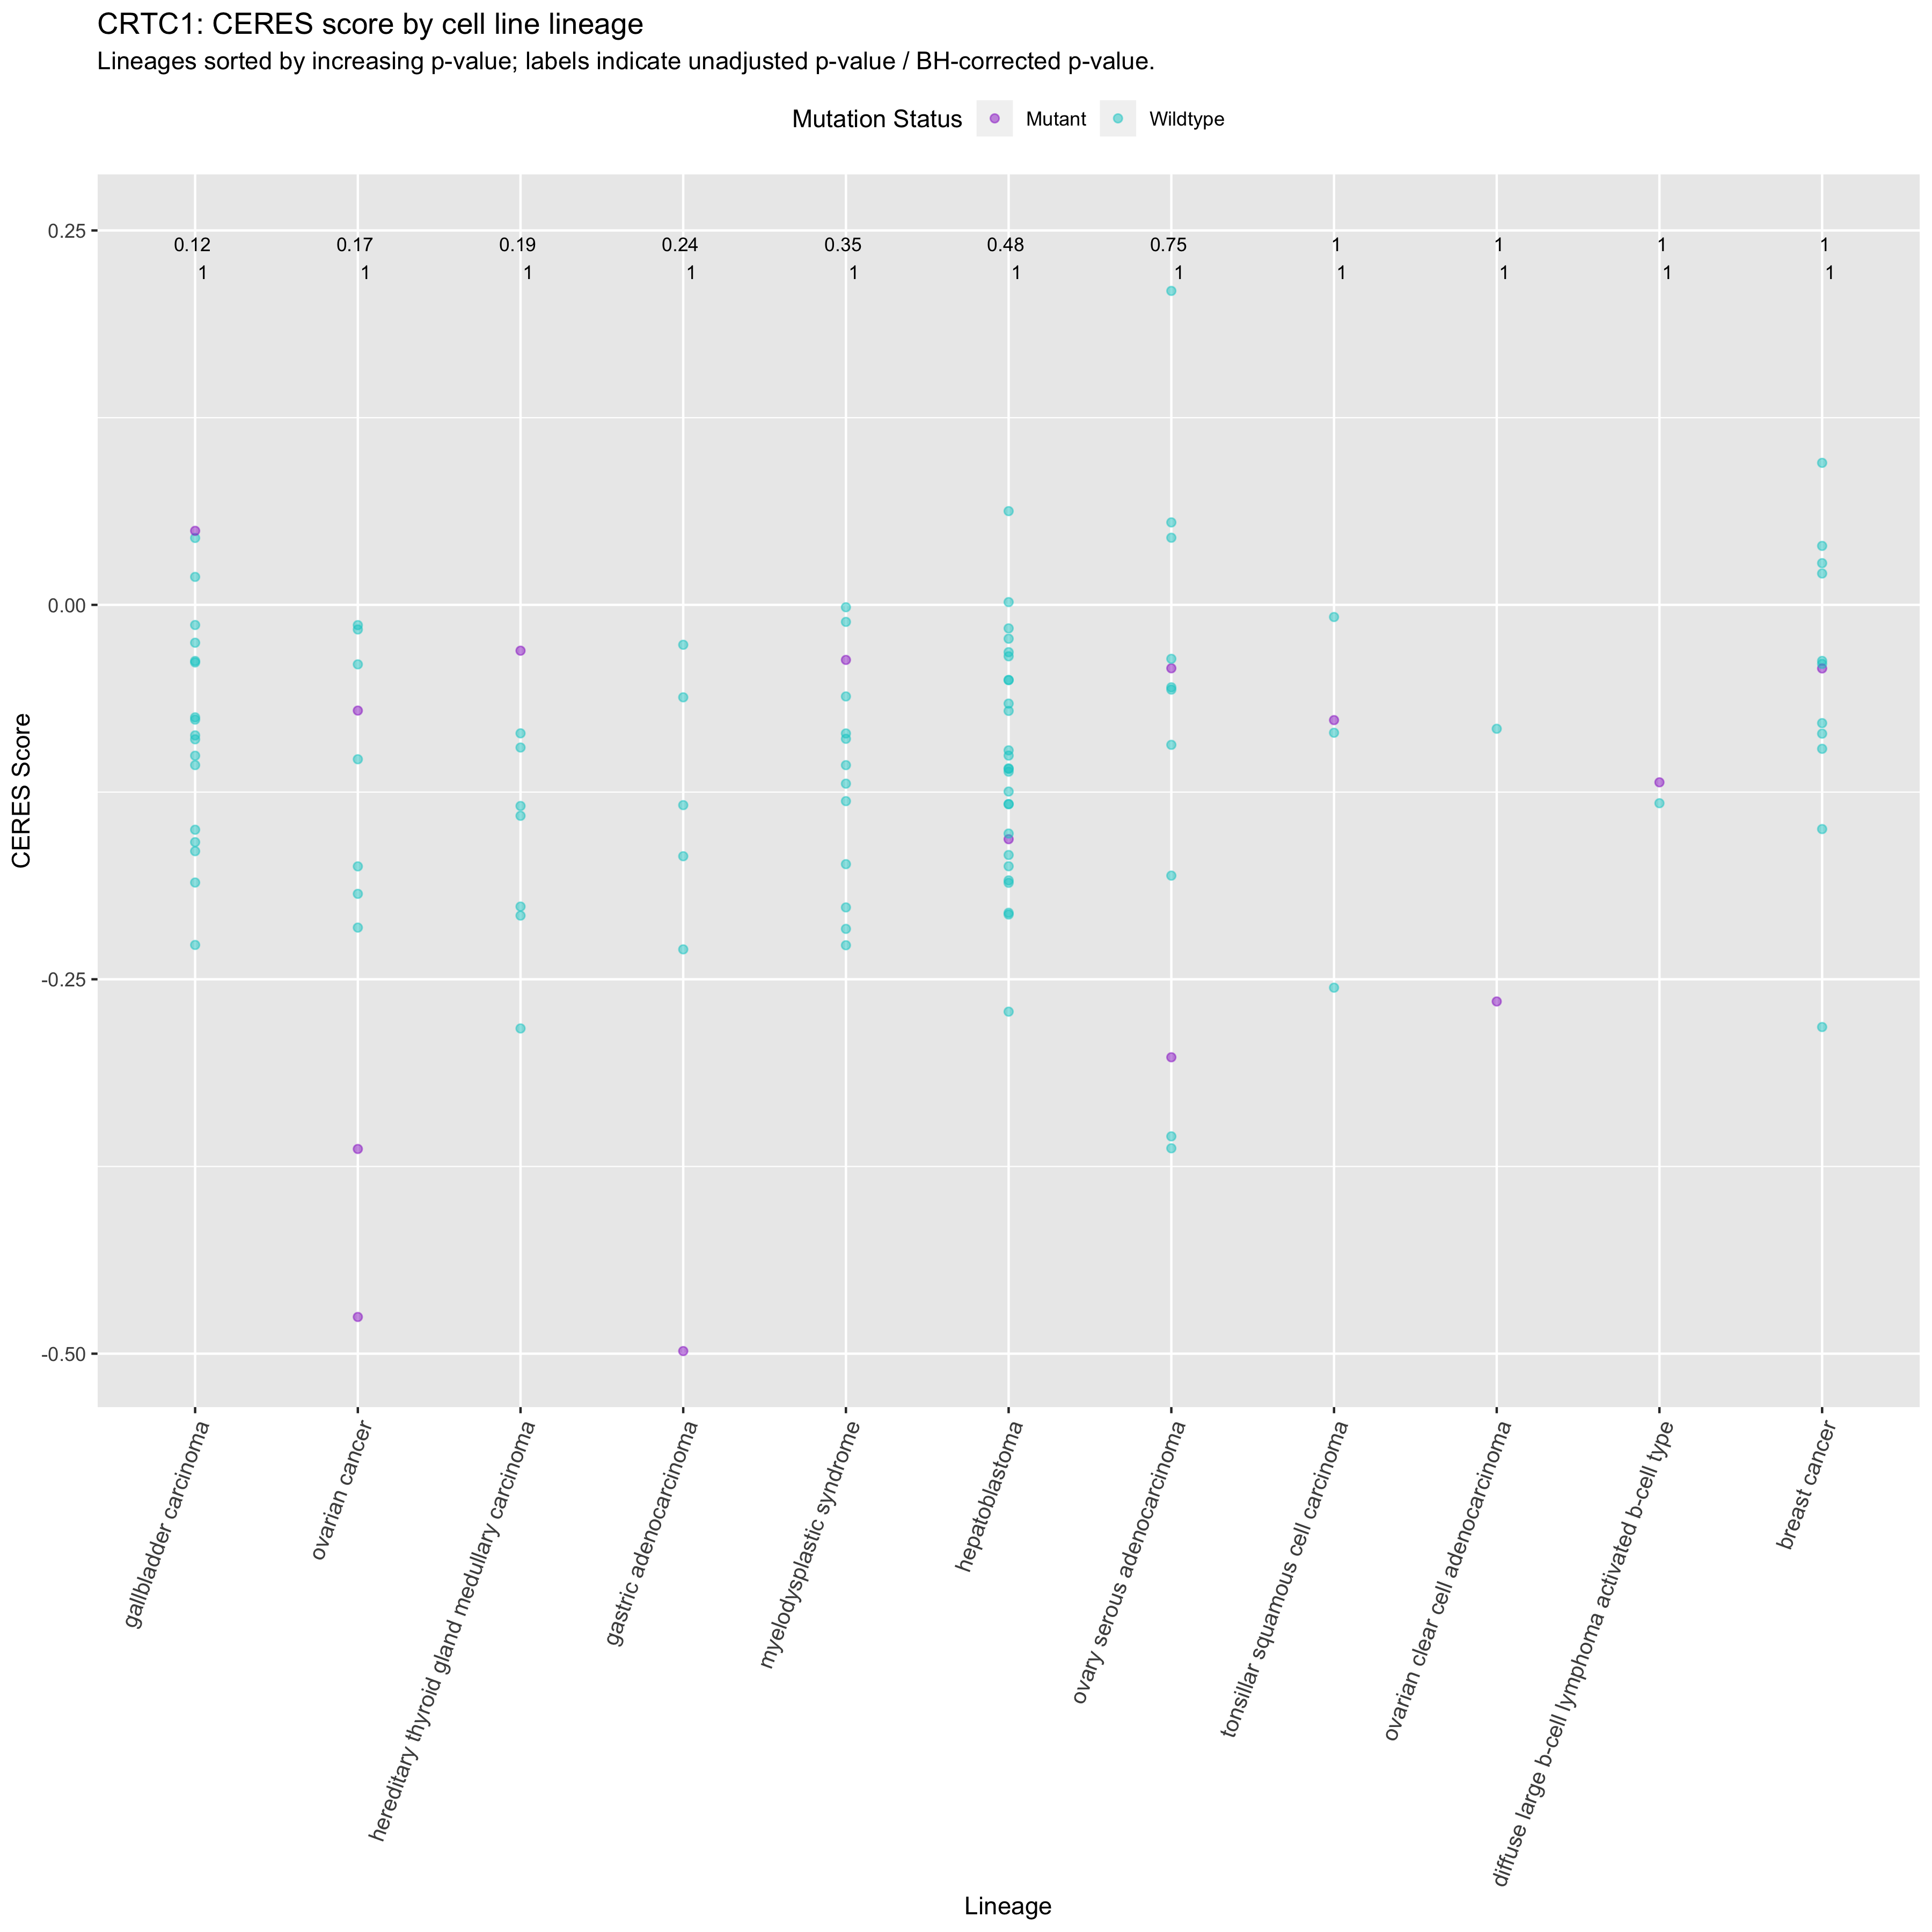 CRTC1: CERES score by cell line lineage
Lineages sorted by increasing p-value; labels indicate unadjusted p-value / BH-corrected p-value.
Mutation Status Mutant Wildtype
0.25
0.12 0.17 0.19 0.24 0.35 0.48 0.75 1 1 1 1
1 1 1 1 1 1 1 1 1 1 1
0.00
CERES Score
-0.25
-0.50
gallbladder carcinoma
ovarian cancer
hereditary thyroid gland medullary carcinoma
gastric adenocarcinoma
myelodysplastic syndrome
hepatoblastoma
ovary serous adenocarcinoma
tonsillar squamous cell carcinoma
ovarian clear cell adenocarcinoma
diffuse large b-cell lymphoma activated b-cell type
breast cancer
Lineage